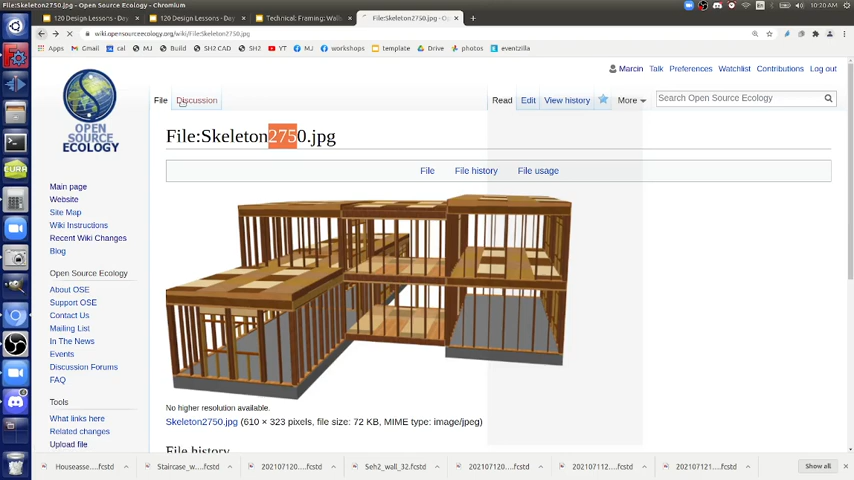 File:Skeleton2750.jpg - Open Source Ecology - Chromium
10:20 AM
120 Design Lessons - Day
120 Design Lessons - Day
Technical: Framing; Wall
File:Skeleton2750.jpg - O
wiki.opensourceecology.org/wiki/File:Skeleton2750.jpg
Apps
Gmail
cal
MJ
Build
SH2 CAD
YT
MJ
workshops
template
Drive
photos
eventzilla
Marcin Talk Preferences Watchlist Contributions Log out
File Discussion Read Edit View history More Search Open Source Ecology
OPEN
SOURCE
ECOLOGY
File:Skeleton2750.jpg
File File history File usage
Main page
Website
Site Map
Wiki Instructions
Recent Wiki Changes
Blog
Open Source Ecology
About OSE
Support OSE
Contact Us
Mailing List
In The News
Events
Discussion Forums
FAQ
Tools
What links here
Related changes
Upload file
No higher resolution available.
Skeleton2750.jpg (610 × 323 pixels, file size: 72 KB, MIME type: image/jpeg)
File history
CURA
Houseasse....fcstd
Staircase_w....fcstd
202107120....fcstd
Seh2_wall_32.fcstd
202107120....fcstd
202107112....fcstd
202107121....fcstd
Show all